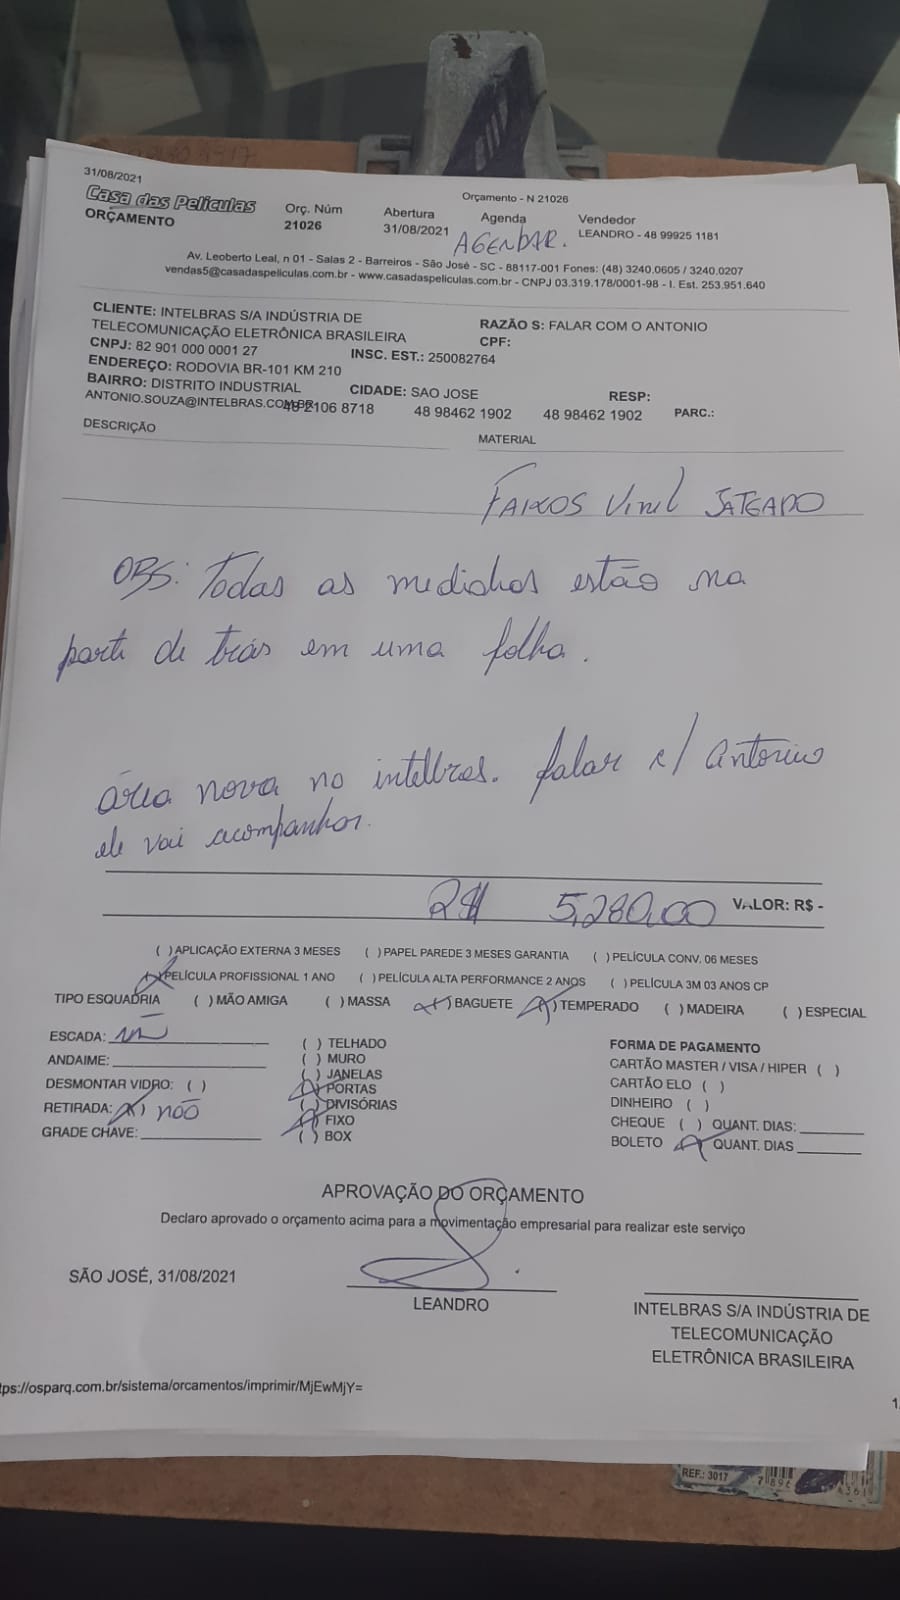 31/08/2021
Orçamento - N 21026
Casa das Películas
ORÇAMENTO
Orç. Núm
21026
Abertura
31/08/2021
Agenda
AGENDAR.
Vendedor
LEANDRO - 48 99925 1181
Av. Leoberto Leal, n 01 - Salas 2 - Barreiros - São José - SC - 88117-001 Fones: (48) 3240.0605 / 3240.0207
vendas5@casadaspeliculas.com.br - www.casadaspeliculas.com.br - CNPJ 03.319.178/0001-98 - I. Est. 253.951.640
CLIENTE: INTELBRAS S/A INDÚSTRIA DE
TELECOMUNICAÇÃO ELETRÔNICA BRASILEIRA
RAZÃO S: FALAR COM O ANTONIO
CPF:
CNPJ: 82 901 000 0001 27 INSC. EST.: 250082764
ENDEREÇO: RODOVIA BR-101 KM 210
BAIRRO: DISTRITO INDUSTRIAL CIDADE: SAO JOSE RESP:
ANTONIO.SOUZA@INTELBRAS.COM.BR 48 2106 8718 48 98462 1902 48 98462 1902 PARC.:
DESCRIÇÃO MATERIAL
FAIXOS Vinil JATEADO
OBS: Todas as medidas estão na
parte de trás em uma folha.
área nova no intelbras. falar c/ Antonio
ele vai acompanhar.
R$ 5,280,00 VALOR: R$ -
( ) APLICAÇÃO EXTERNA 3 MESES ( ) PAPEL PAREDE 3 MESES GARANTIA ( ) PELÍCULA CONV. 06 MESES
(X) PELÍCULA PROFISSIONAL 1 ANO ( ) PELÍCULA ALTA PERFORMANCE 2 ANOS ( ) PELÍCULA 3M 03 ANOS CP
TIPO ESQUADRIA ( ) MÃO AMIGA ( ) MASSA (X) BAGUETE (X) TEMPERADO ( ) MADEIRA ( ) ESPECIAL
ESCADA:
ANDAIME:
DESMONTAR VIDRO: ( )
RETIRADA: (X) não
GRADE CHAVE:
( ) TELHADO
( ) MURO
( ) JANELAS
(X) PORTAS
( ) DIVISÓRIAS
(X) FIXO
( ) BOX
FORMA DE PAGAMENTO
CARTÃO MASTER / VISA / HIPER ( )
CARTÃO ELO ( )
DINHEIRO ( )
CHEQUE ( ) QUANT. DIAS:
BOLETO (X) QUANT. DIAS
APROVAÇÃO DO ORÇAMENTO
Declaro aprovado o orçamento acima para a movimentação empresarial para realizar este serviço
SÃO JOSÉ, 31/08/2021
LEANDRO
INTELBRAS S/A INDÚSTRIA DE
TELECOMUNICAÇÃO
ELETRÔNICA BRASILEIRA
tps://osparq.com.br/sistema/orcamentos/imprimir/MjEwMjY=
REF.: 3017